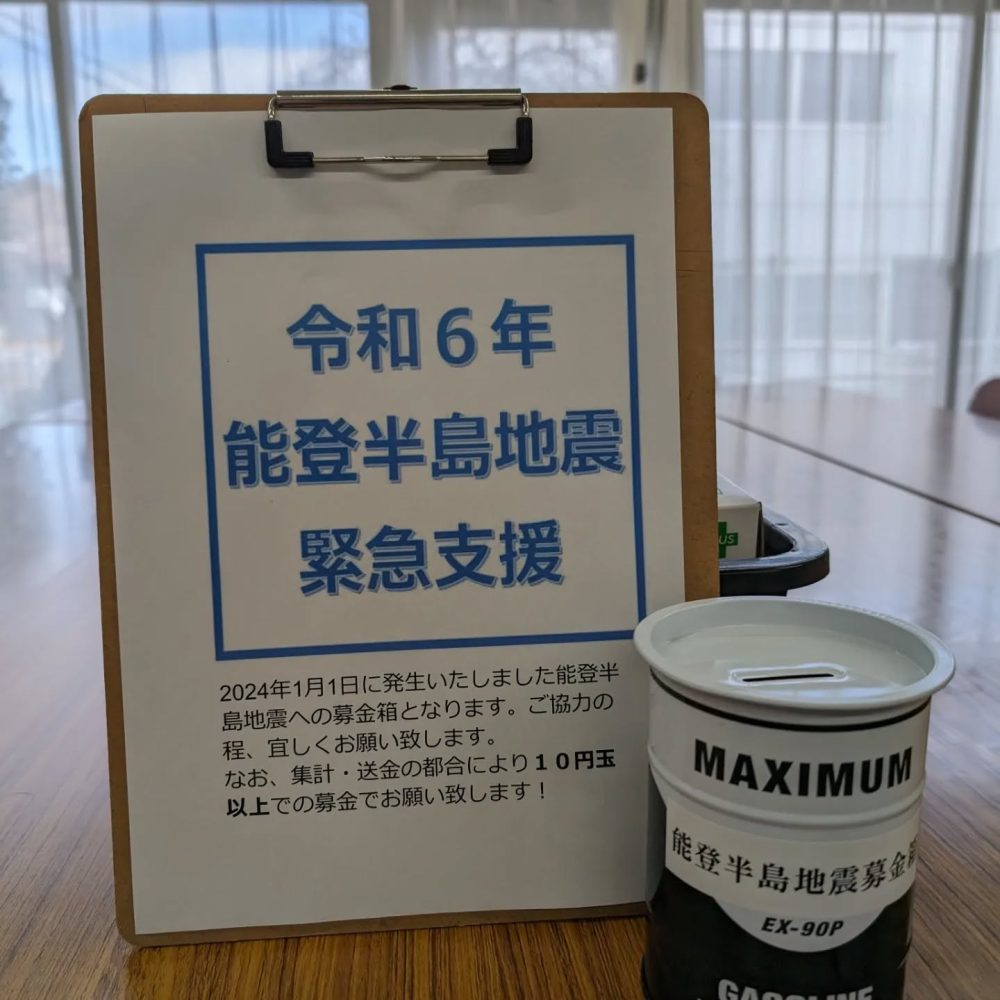 令和６年
能登半島地震
緊急支援
2024年1月1日に発生いたしました能登半
島地震への募金箱となります。ご協力の
程、宜しくお願い致します。
なお、集計・送金の都合により１０円玉
以上での募金でお願い致します！
US
MAXIMUM
能登半島地震募金箱
EX-90P
GASOLINE